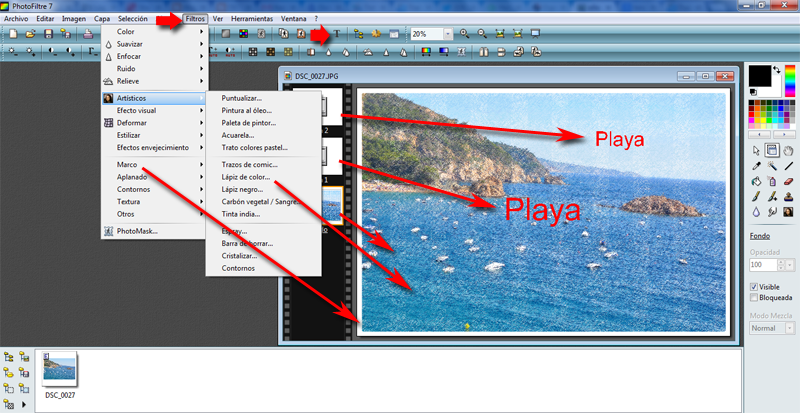 PhotoFiltre 7
Archivo Editar Imagen Capa Selección Filtros Ver Herramientas Ventana ?
T 20%
Color
Suavizar
Enfocar
Ruido
Relieve
Artísticos
Efecto visual
Deformar
Estilizar
Efectos envejecimiento
Marco
Aplanado
Contornos
Textura
Otros
PhotoMask...
Puntualizar...
Pintura al óleo...
Paleta de pintor...
Acuarela...
Trato colores pastel...
Trazos de comic...
Lápiz de color...
Lápiz negro...
Carbón vegetal / Sangre...
Tinta india...
Espray...
Barra de borrar...
Cristalizar...
Contornos
DSC_0027.JPG
2
1
Playa
Playa
Fondo
Opacidad
100
Visible
Bloqueada
Modo Mezcla
Normal
DSC_0027